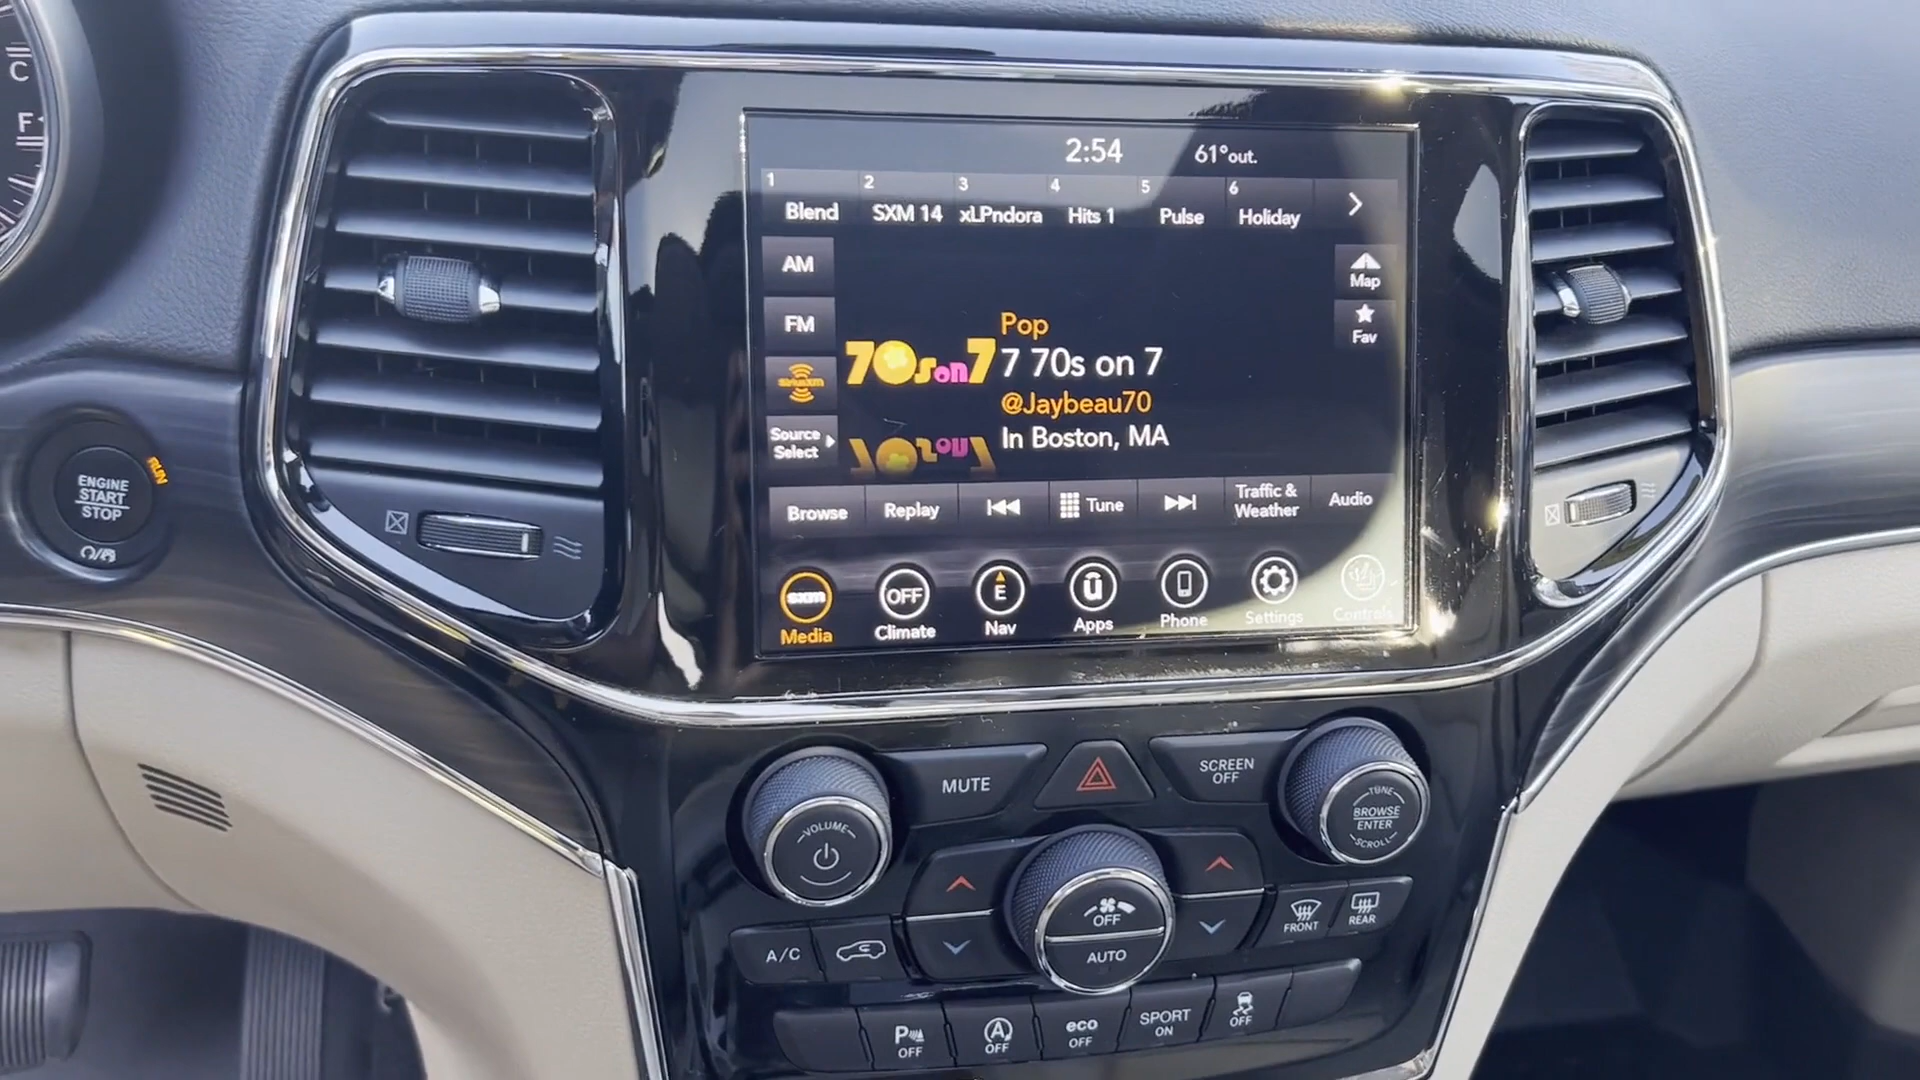 C
F
2:54
61°out.
1 2 3 4 5 6
Blend SXM 14 xLPndora Hits 1 Pulse Holiday
AM
Map
FM
Fav
Pop
70son7
7 70s on 7
siriusxm
@Jaybeau70
Source
Select
In Boston, MA
Browse Replay Tune Traffic &
Weather
Audio
OFF
E
sxm
Media Climate Nav Apps Phone Settings Controls
RUN
ENGINE
START
STOP
MUTE
SCREEN
OFF
VOLUME
TUNE
BROWSE
ENTER
SCROLL
OFF
AUTO
FRONT
REAR
A/C
P
OFF
A
OFF
eco
OFF
SPORT
ON
OFF